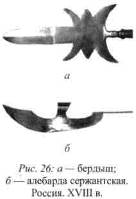 а
б
Рис. 26: а — бердыш;
б — алебарда сержантская.
Россия. XVIII в.